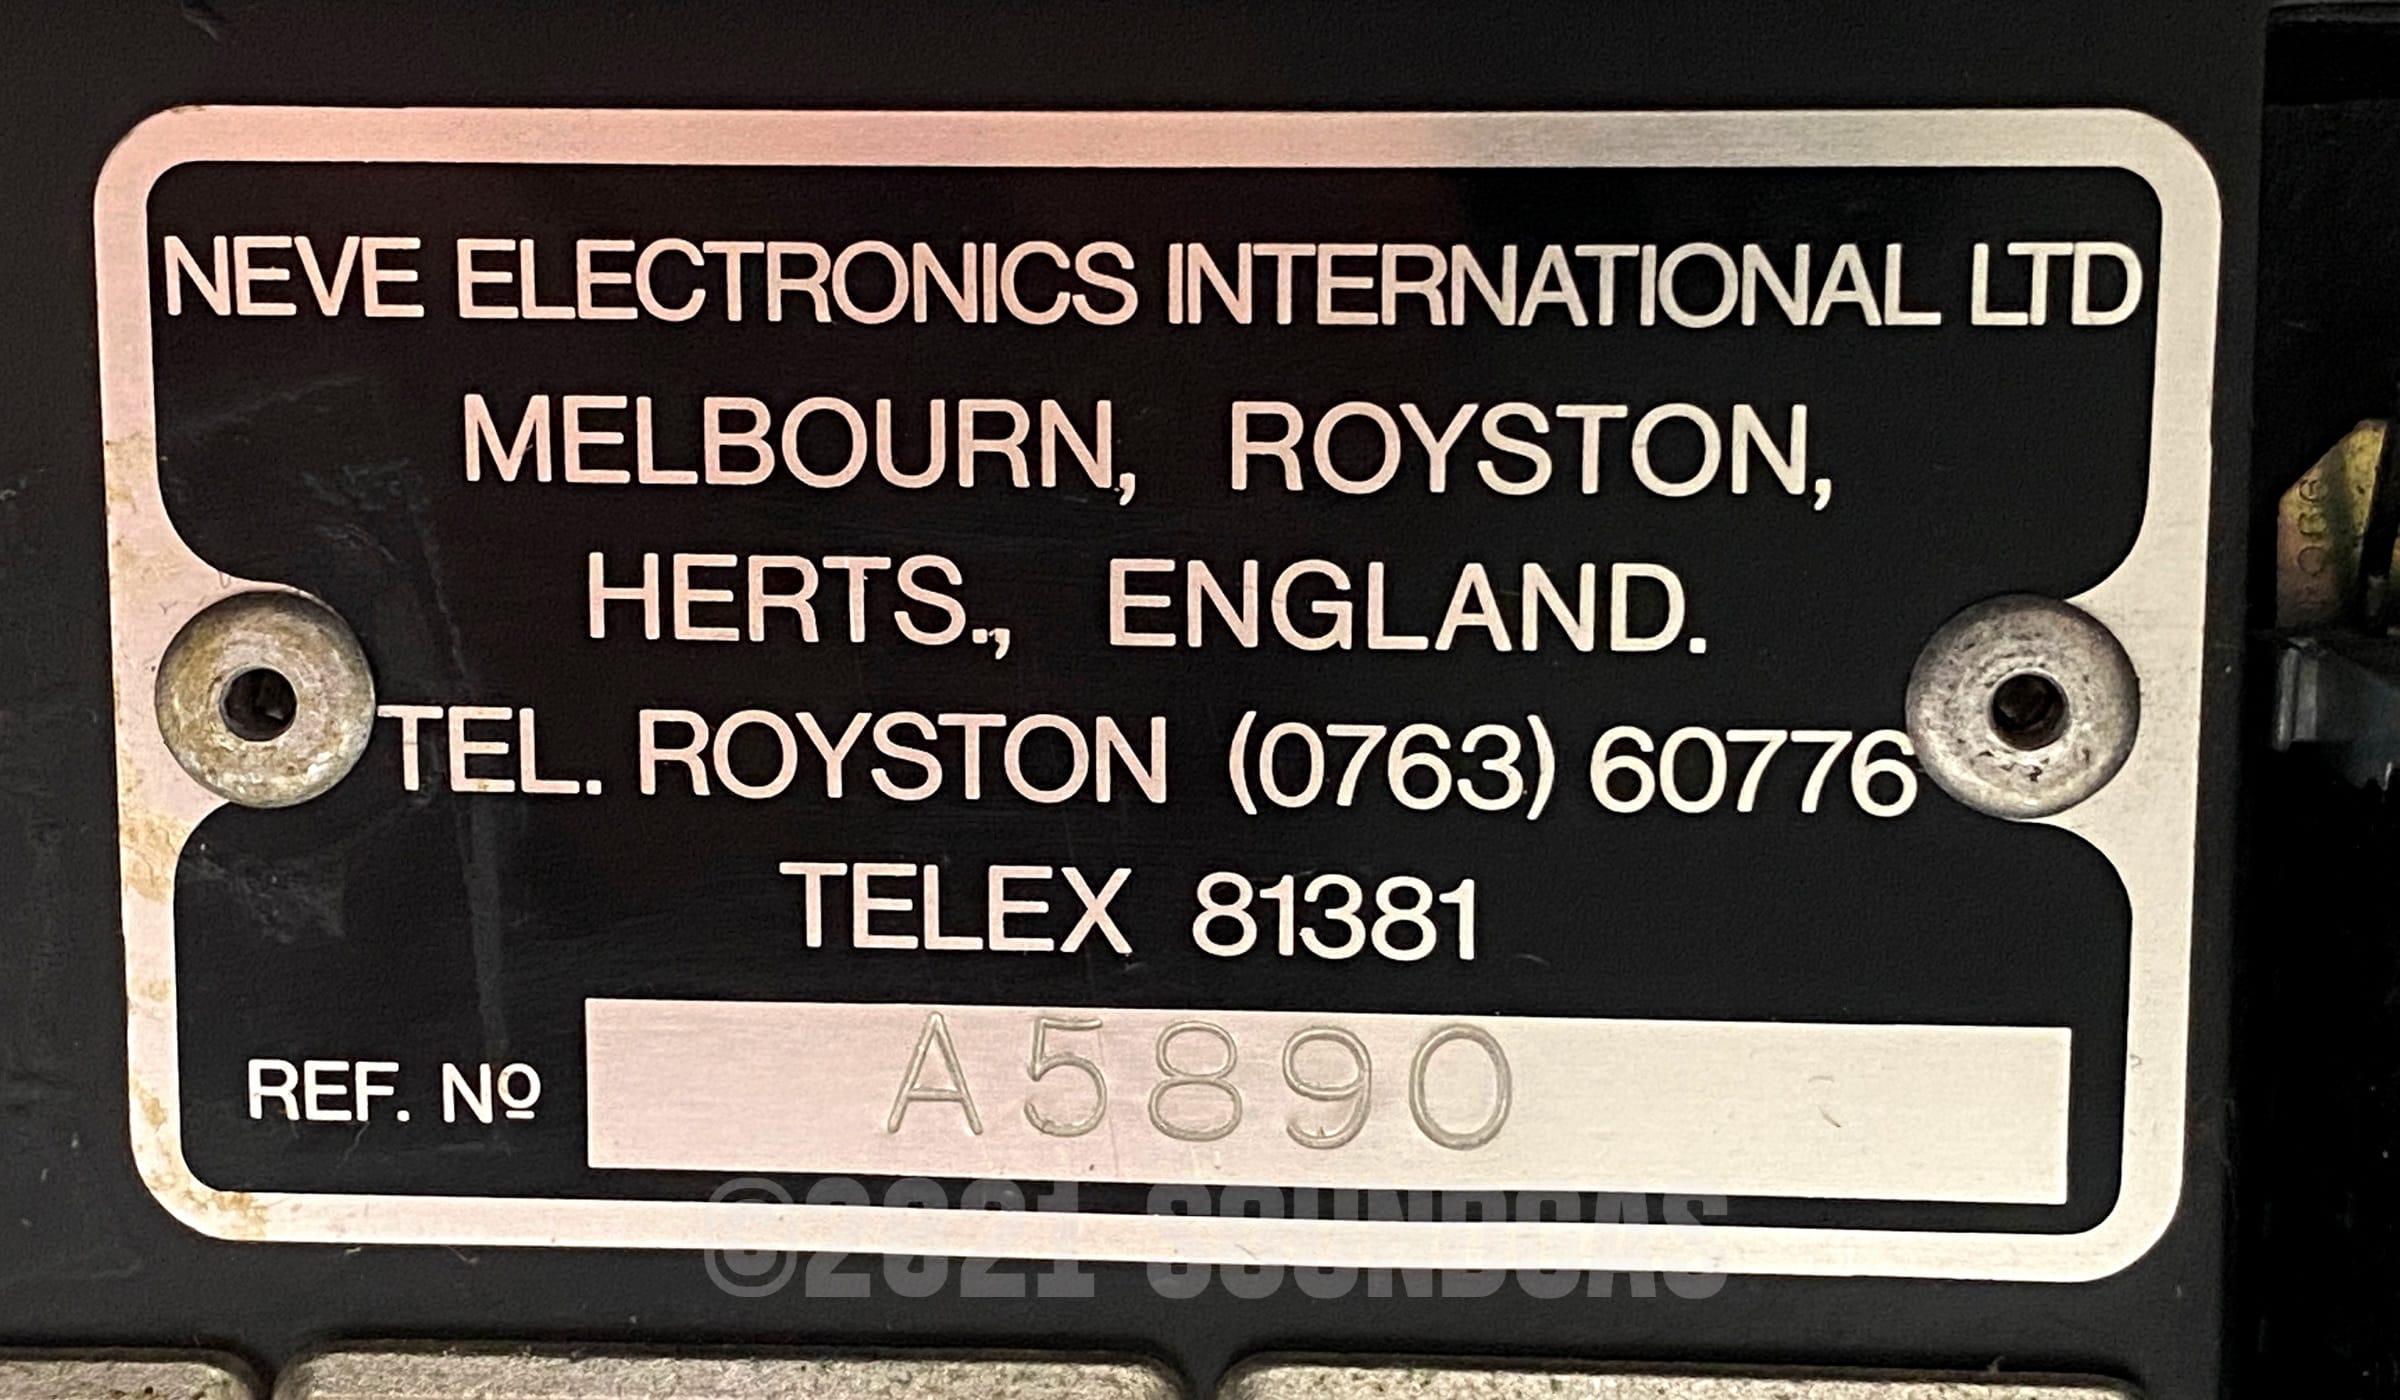 NEVE ELECTRONICS INTERNATIONAL LTD
MELBOURN, ROYSTON,
HERTS., ENGLAND.
TEL. ROYSTON (0763) 60776
TELEX 81381
REF. Nº A5890
©2021 SOUNDGAS